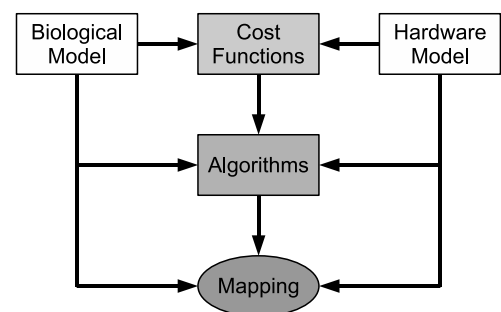 Biological
Model
Cost
Functions
Hardware
Model
Algorithms
Mapping